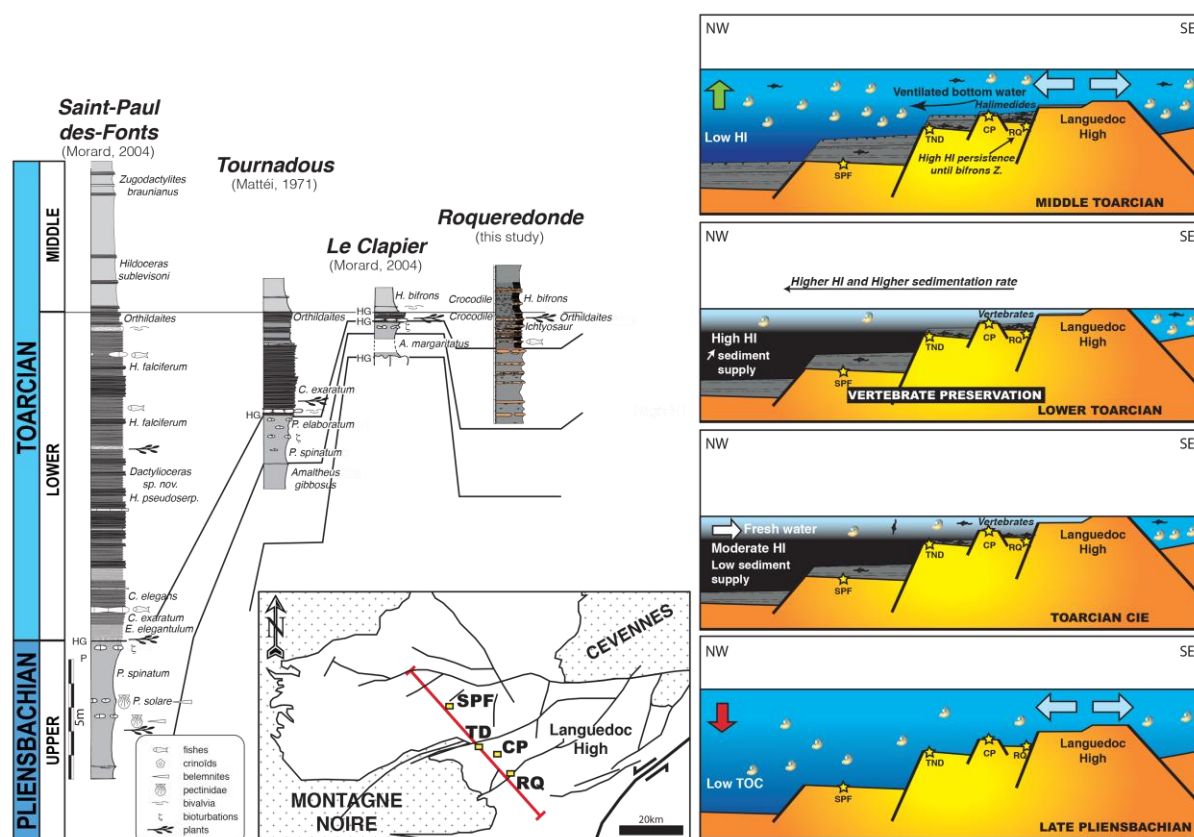 Saint-Paul
des-Fonts
(Morard, 2004)
Tournadous
(Mattéi, 1971)
Le Clapier
(Morard, 2004)
Roqueredonde
(this study)
TOARCIAN
MIDDLE
LOWER
PLIENSBACHIAN
UPPER
Zugodactylites
braunianus
Hildoceras
sublevisoni
Orthildaites
H. falciferum
H. falciferum
Dactylioceras
sp. nov.
H. pseudoserp.
C. elegans
C. exaratum
E. elegantulum
HG
P
P. spinatum
P. solare
5m
Orthildaites
C. exaratum
HG
P. elaboratum
P. spinatum
Amaltheus
gibbosus
H. bifrons
HG
HG
A. margaritatus
HG
Crocodile
H. bifrons
Crocodile
Orthildaites
Ichtyosaur
fishes
crinoïds
belemnites
pectinidae
bivalvia
bioturbations
plants
N
CEVENNES
SPF
TD
CP
RQ
Languedoc
High
MONTAGNE
NOIRE
20km
NW
SE
Ventilated bottom water
Halimedides
Low HI
TND
CP
RQ
Languedoc
High
SPF
High HI persistence
until bifrons Z.
MIDDLE TOARCIAN
NW
SE
Higher HI and Higher sedimentation rate
Vertebrates
High HI
sediment
supply
TND
CP
RQ
Languedoc
High
SPF
VERTEBRATE PRESERVATION
LOWER TOARCIAN
Fresh water
Vertebrates
Moderate HI
Low sediment
supply
TND
CP
RQ
Languedoc
High
SPF
TOARCIAN CIE
NW
SE
Low TOC
TND
CP
RQ
Languedoc
High
SPF
LATE PLIENSBACHIAN